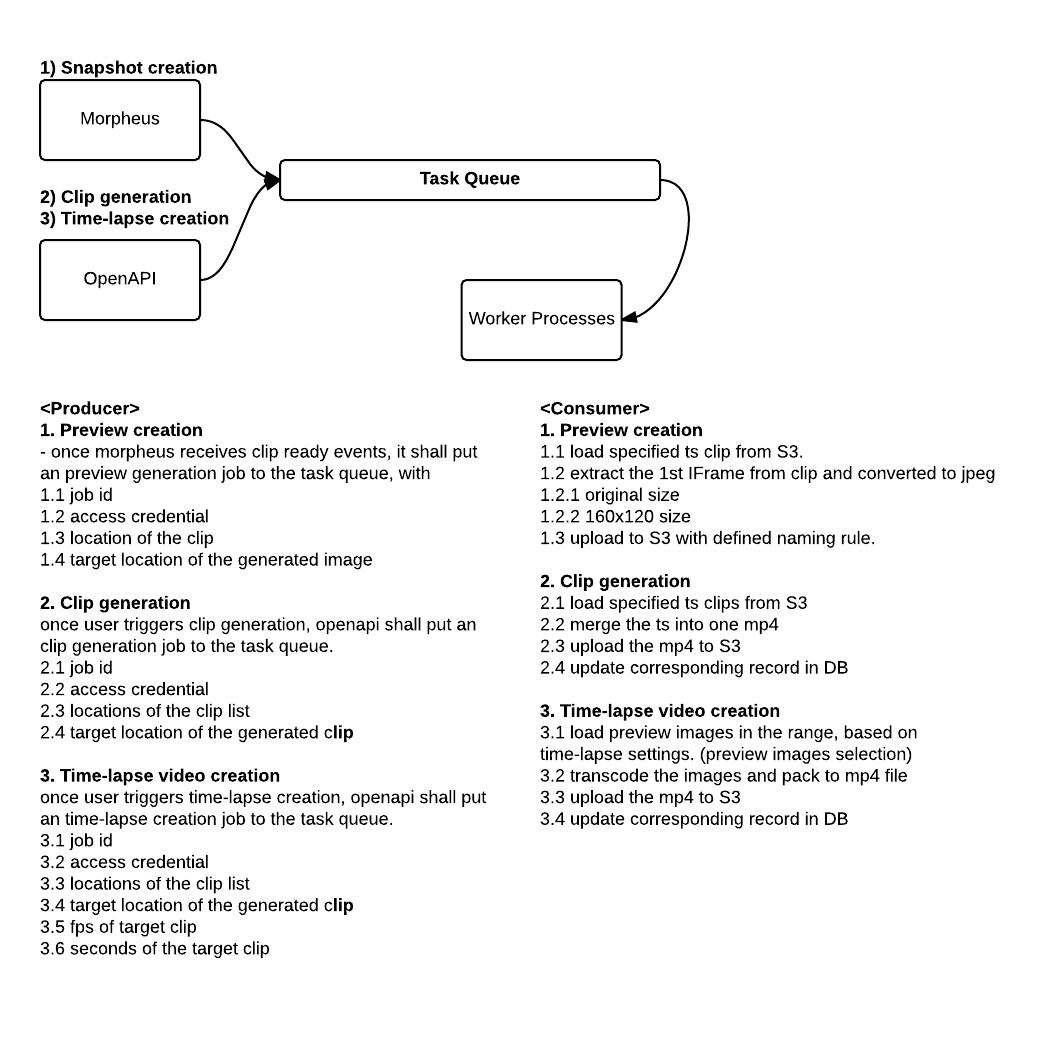 1) Snapshot creation
Morpheus
Task Queue
2) Clip generation
3) Time-lapse creation
OpenAPI
Worker Processes
<Producer>
1. Preview creation
- once morpheus receives clip ready events, it shall put
an preview generation job to the task queue, with
1.1 job id
1.2 access credential
1.3 location of the clip
1.4 target location of the generated image
2. Clip generation
once user triggers clip generation, openapi shall put an
clip generation job to the task queue.
2.1 job id
2.2 access credential
2.3 locations of the clip list
2.4 target location of the generated clip
3. Time-lapse video creation
once user triggers time-lapse creation, openapi shall put
an time-lapse creation job to the task queue.
3.1 job id
3.2 access credential
3.3 locations of the clip list
3.4 target location of the generated clip
3.5 fps of target clip
3.6 seconds of the target clip
<Consumer>
1. Preview creation
1.1 load specified ts clip from S3.
1.2 extract the 1st IFrame from clip and converted to jpeg
1.2.1 original size
1.2.2 160x120 size
1.3 upload to S3 with defined naming rule.
2. Clip generation
2.1 load specified ts clips from S3
2.2 merge the ts into one mp4
2.3 upload the mp4 to S3
2.4 update corresponding record in DB
3. Time-lapse video creation
3.1 load preview images in the range, based on
time-lapse settings. (preview images selection)
3.2 transcode the images and pack to mp4 file
3.3 upload the mp4 to S3
3.4 update corresponding record in DB